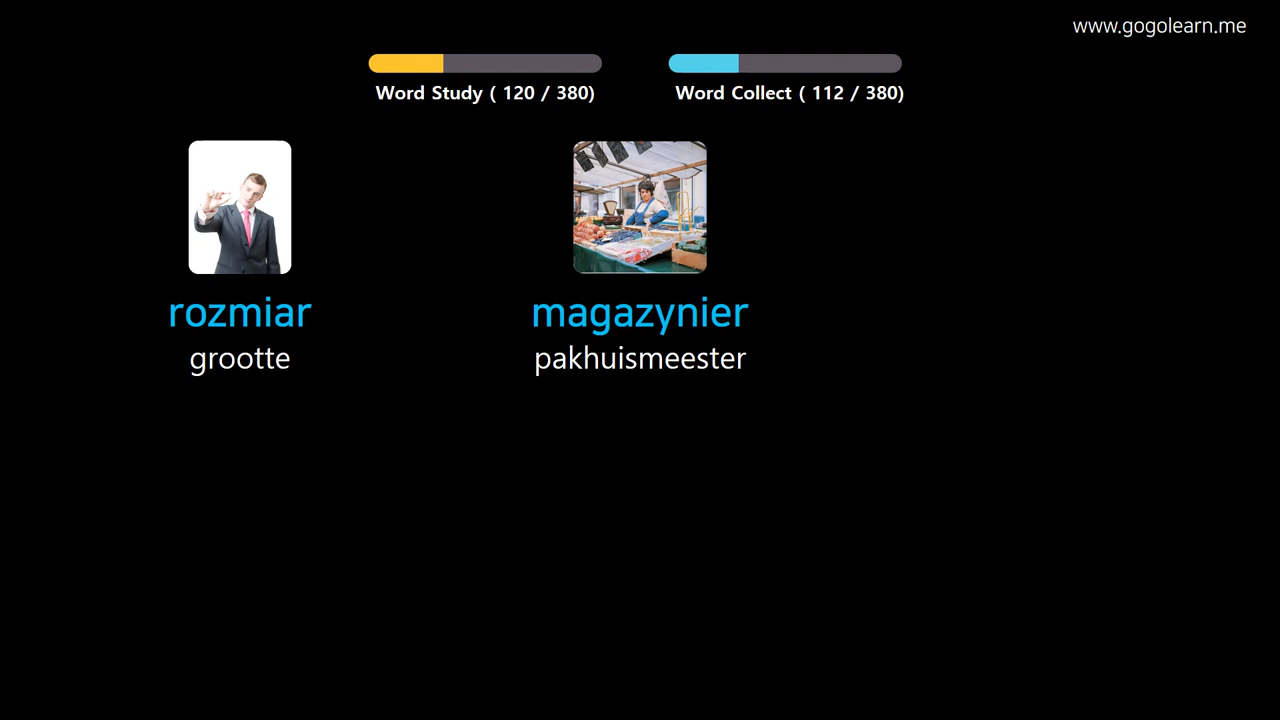 www.gogolearn.me
Word Study ( 120 / 380)
Word Collect ( 112 / 380)
rozmiar
grootte
magazynier
pakhuismeester